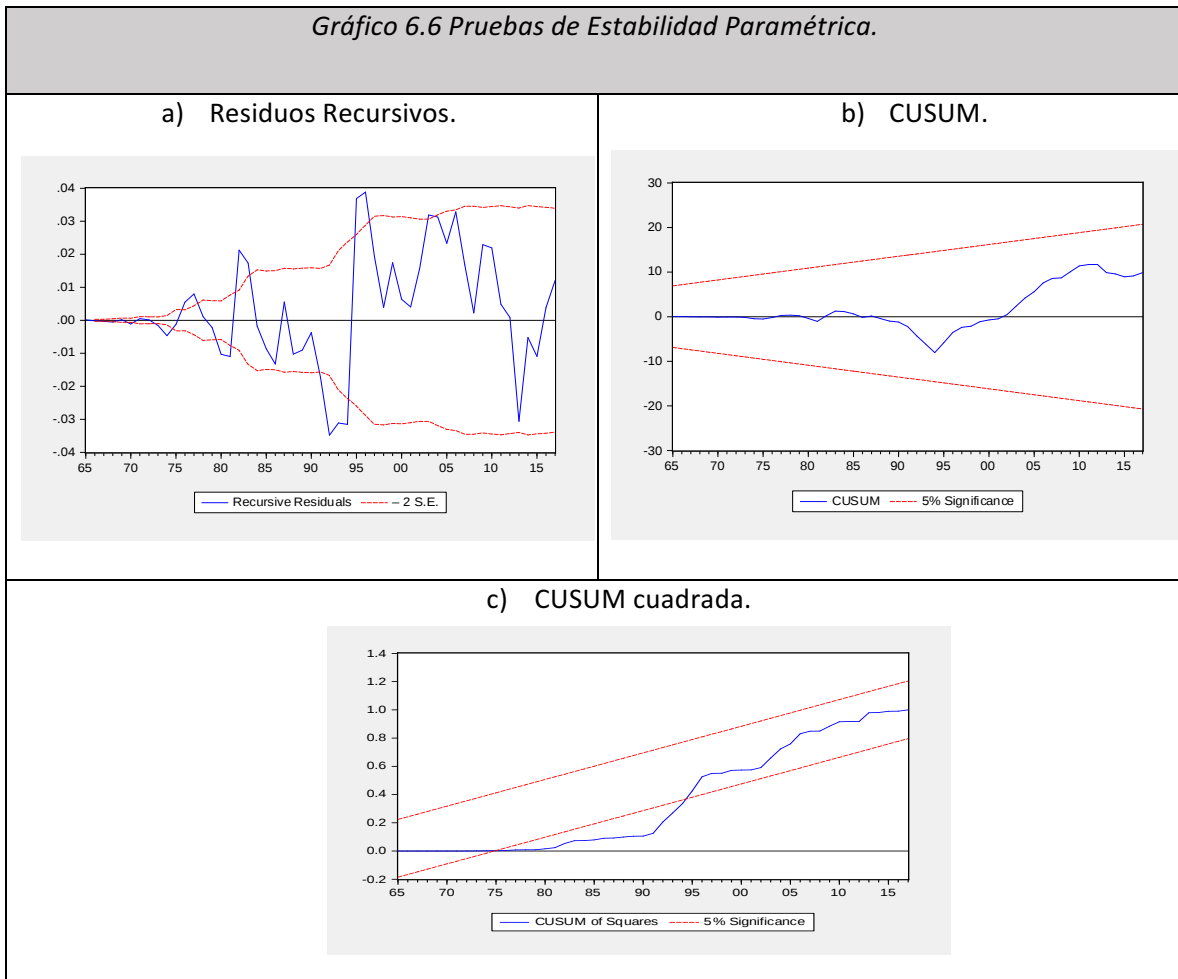 Gráfico 6.6 Pruebas de Estabilidad Paramétrica.
a) Residuos Recursivos.
.04
.03
.02
.01
.00
-.01
-.02
-.03
-.04
65 70 75 80 85 90 95 00 05 10 15
Recursive Residuals – 2 S.E.
b) CUSUM.
30
20
10
0
-10
-20
-30
65 70 75 80 85 90 95 00 05 10 15
CUSUM 5% Significance
c) CUSUM cuadrada.
1.4
1.2
1.0
0.8
0.6
0.4
0.2
0.0
-0.2
65 70 75 80 85 90 95 00 05 10 15
CUSUM of Squares 5% Significance